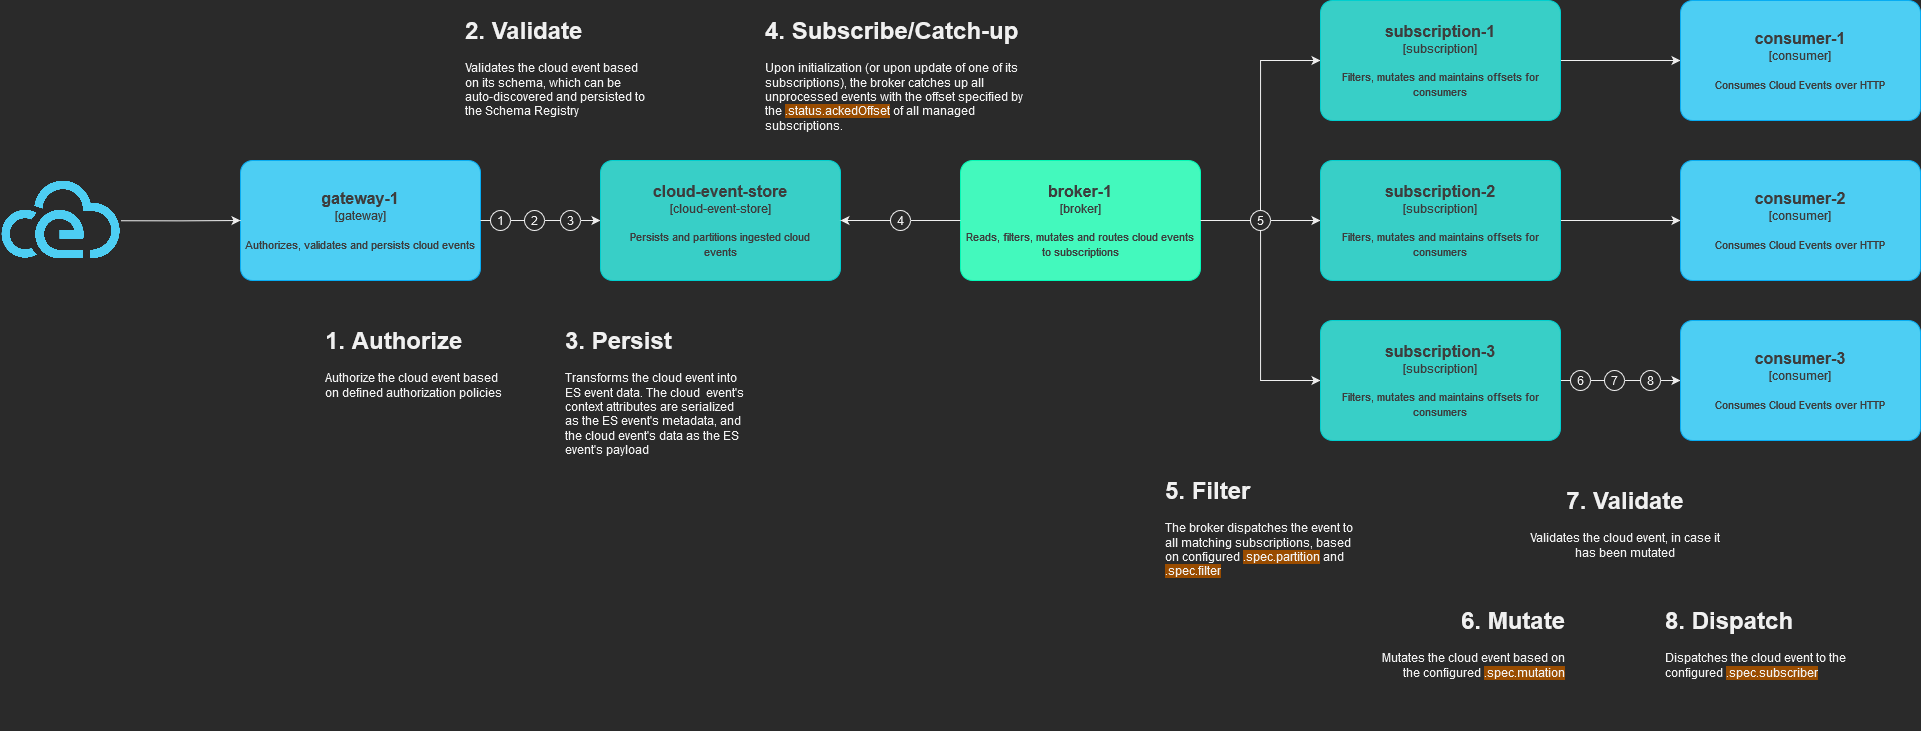 2. Validate
Validates the cloud event based
on its schema, which can be
auto-discovered and persisted to
the Schema Registry
4. Subscribe/Catch-up
Upon initialization (or upon update of one of its
subscriptions), the broker catches up all
unprocessed events with the offset specified by
the .status.ackedOffset of all managed
subscriptions.
gateway-1
[gateway]
Authorizes, validates and persists cloud events
1
2
3
cloud-event-store
[cloud-event-store]
Persists and partitions ingested cloud
events
4
broker-1
[broker]
Reads, filters, mutates and routes cloud events
to subscriptions
5
subscription-1
[subscription]
Filters, mutates and maintains offsets for
consumers
consumer-1
[consumer]
Consumes Cloud Events over HTTP
subscription-2
[subscription]
Filters, mutates and maintains offsets for
consumers
consumer-2
[consumer]
Consumes Cloud Events over HTTP
subscription-3
[subscription]
Filters, mutates and maintains offsets for
consumers
6
7
8
consumer-3
[consumer]
Consumes Cloud Events over HTTP
1. Authorize
Authorize the cloud event based
on defined authorization policies
3. Persist
Transforms the cloud event into
ES event data. The cloud  event's
context attributes are serialized
as the ES event's metadata, and
the cloud event's data as the ES
event's payload
5. Filter
The broker dispatches the event to
all matching subscriptions, based
on configured .spec.partition and
.spec.filter
7. Validate
Validates the cloud event, in case it
has been mutated
6. Mutate
Mutates the cloud event based on
the configured .spec.mutation
8. Dispatch
Dispatches the cloud event to the
configured .spec.subscriber